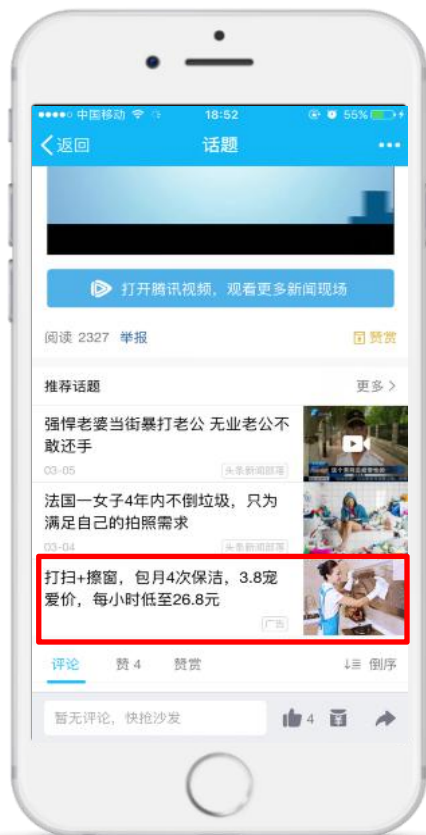 中国移动 18:52 55%
返回 话题
打开腾讯视频，观看更多新闻现场
阅读 2327 举报 赞赏
推荐话题 更多
强悍老婆当街暴打老公 无业老公不
敢还手
03-05 头条新闻部落
法国一女子4年内不倒垃圾，只为
满足自己的拍照需求
03-04 头条新闻部落
打扫+擦窗，包月4次保洁，3.8宠
爱价，每小时低至26.8元
广告
评论 赞 4 赞赏 倒序
暂无评论，快抢沙发 4